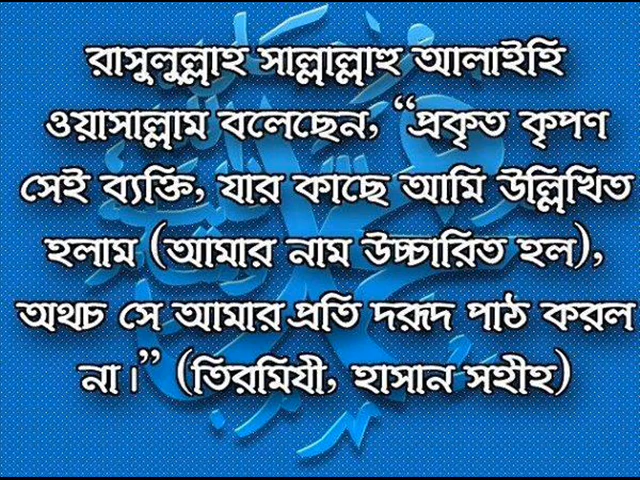 রাসুলুল্লাহ সাল্লাল্লাহু আলাইহি
ওয়াসাল্লাম বলেছেন, “প্রকৃত কৃপণ
সেই ব্যক্তি, যার কাছে আমি উল্লিখিত
হলাম (আমার নাম উচ্চারিত হল),
অথচ সে আমার প্রতি দরূদ পাঠ করল
না।” (তিরমিযী, হাসান সহীহ)